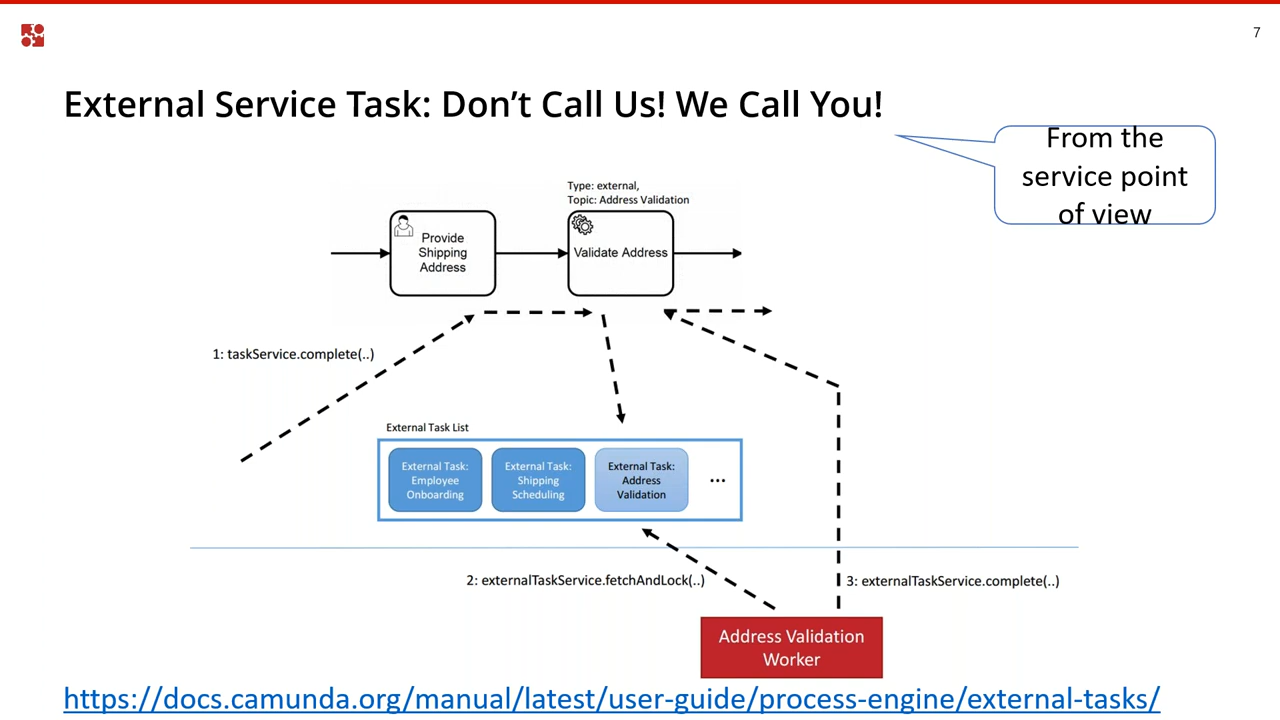 7
External Service Task: Don’t Call Us! We Call You!
From the
service point
of view
Type: external,
Topic: Address Validation
Provide
Shipping
Address
Validate Address
1: taskService.complete(..)
External Task List
External Task:
Employee
Onboarding
External Task:
Shipping
Scheduling
External Task:
Address
Validation
...
2: externalTaskService.fetchAndLock(..)
3: externalTaskService.complete(..)
Address Validation
Worker
https://docs.camunda.org/manual/latest/user-guide/process-engine/external-tasks/